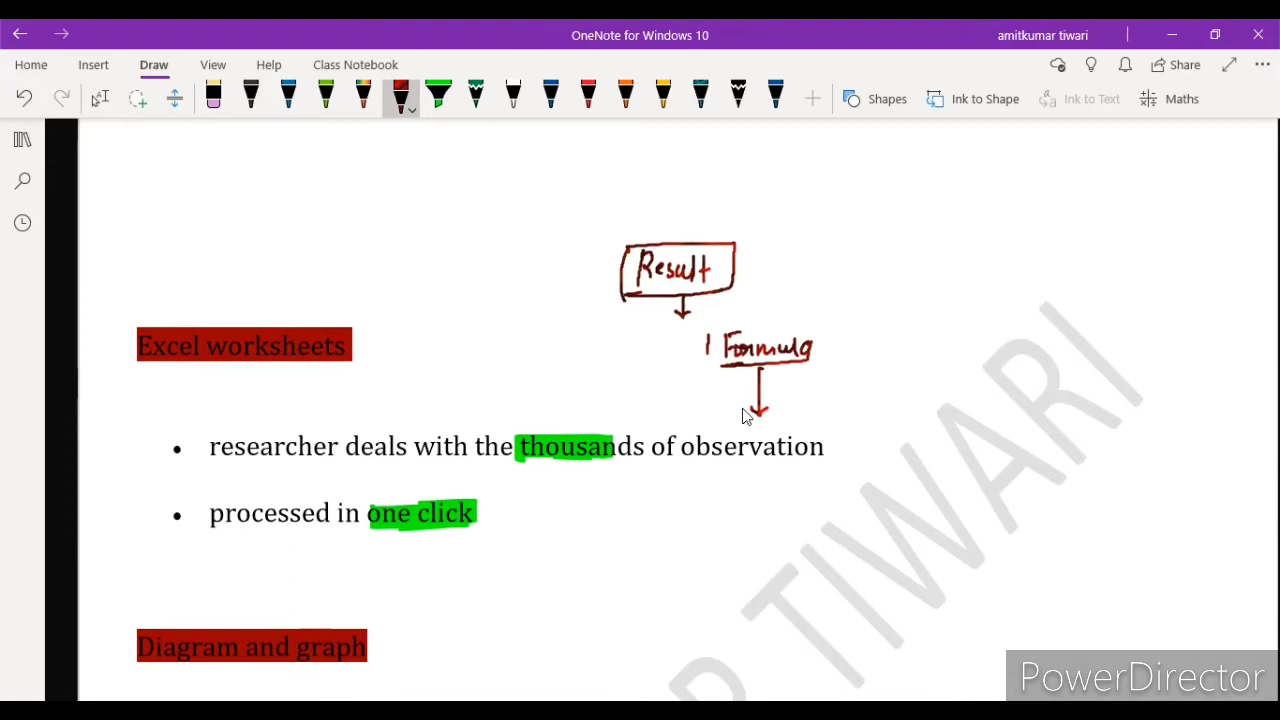 OneNote for Windows 10
amitkumar tiwari
Home Insert Draw View Help Class Notebook
Share
Shapes Ink to Shape Ink to Text Maths
Result
1 Formula
Excel worksheets
• researcher deals with the thousands of observation
• processed in one click
Diagram and graph
R TIWARI
PowerDirector